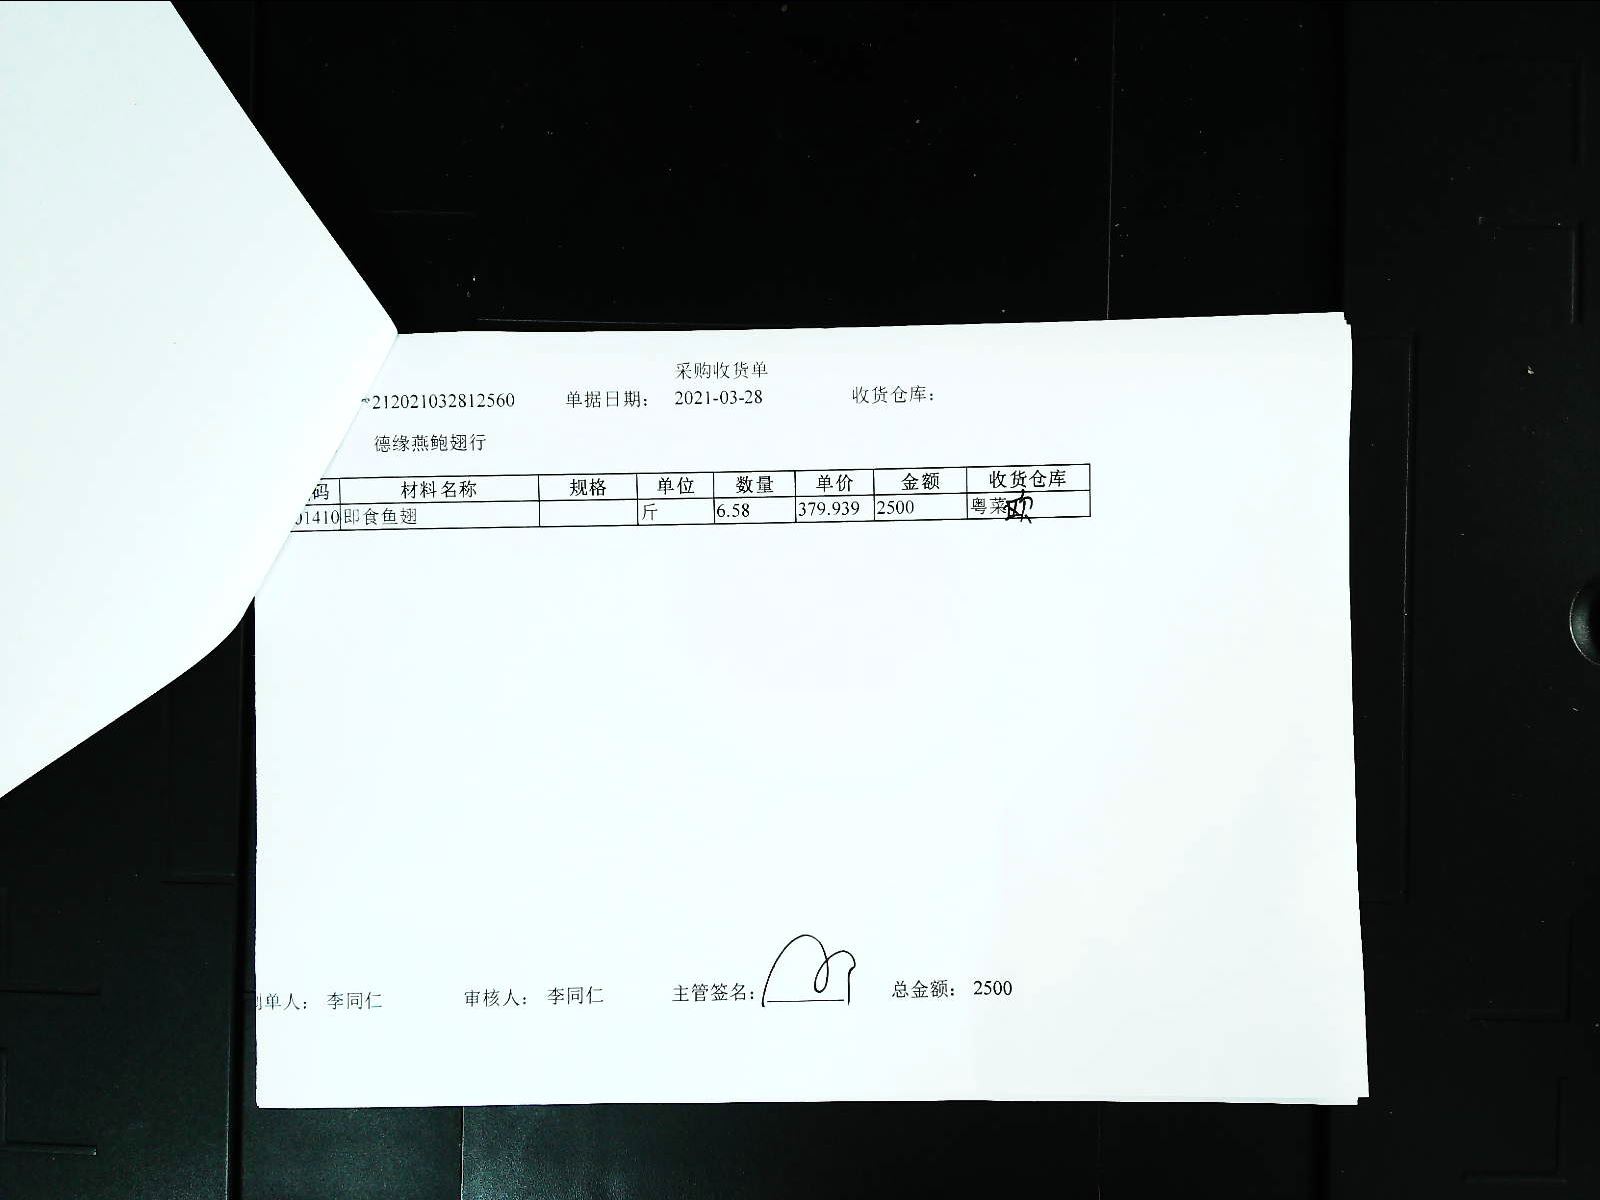 采购收货单
212021032812560 单据日期: 2021-03-28 收货仓库:
德缘燕鲍翅行
码 材料名称 规格 单位 数量 单价 金额 收货仓库
01410 即食鱼翅 斤 6.58 379.939 2500 粤菜
单人: 李同仁 审核人: 李同仁 主管签名: 总金额: 2500